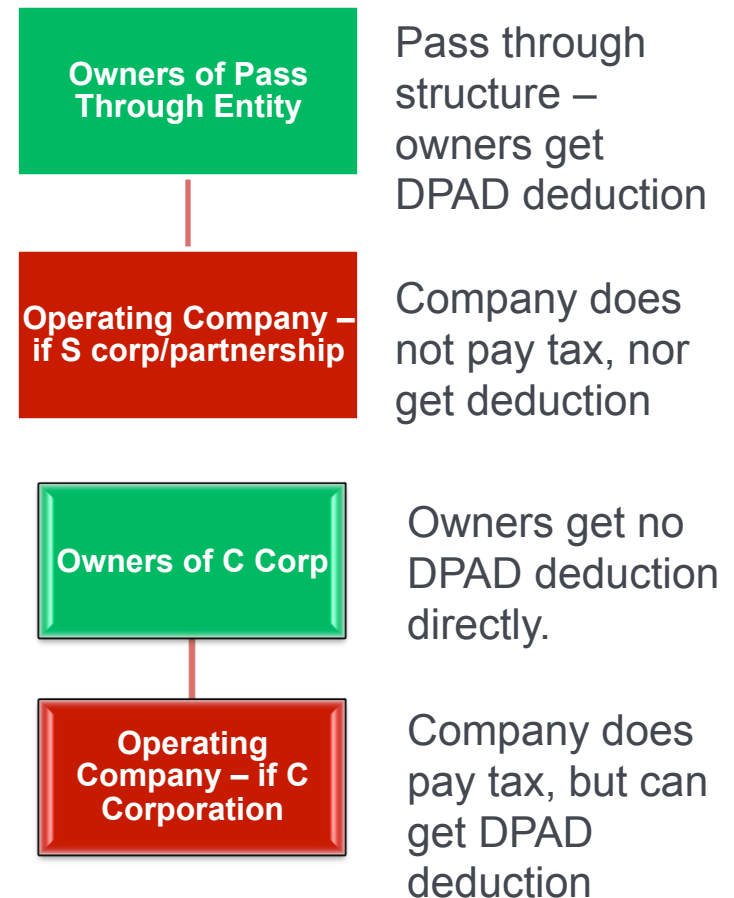 Owners of Pass
Through Entity
Pass through
structure –
owners get
DPAD deduction
Operating Company –
if S corp/partnership
Company does
not pay tax, nor
get deduction
Owners of C Corp
Owners get no
DPAD deduction
directly.
Operating
Company – if C
Corporation
Company does
pay tax, but can
get DPAD
deduction